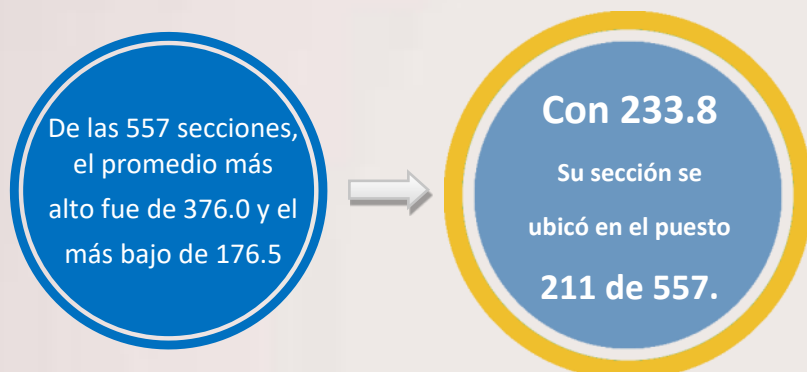 De las 557 secciones,
el promedio más
alto fue de 376.0 y el
más bajo de 176.5
Con 233.8
Su sección se
ubicó en el puesto
211 de 557.